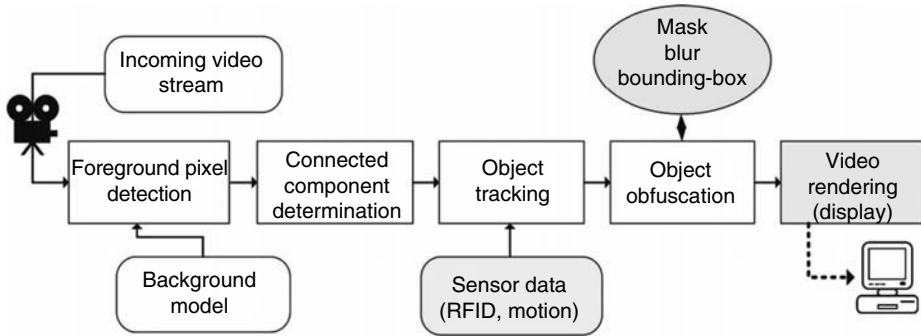 Incoming video
stream
Mask
blur
bounding-box
Foreground pixel
detection
Connected
component
determination
Object
tracking
Object
obfuscation
Video
rendering
(display)
Background
model
Sensor data
(RFID, motion)